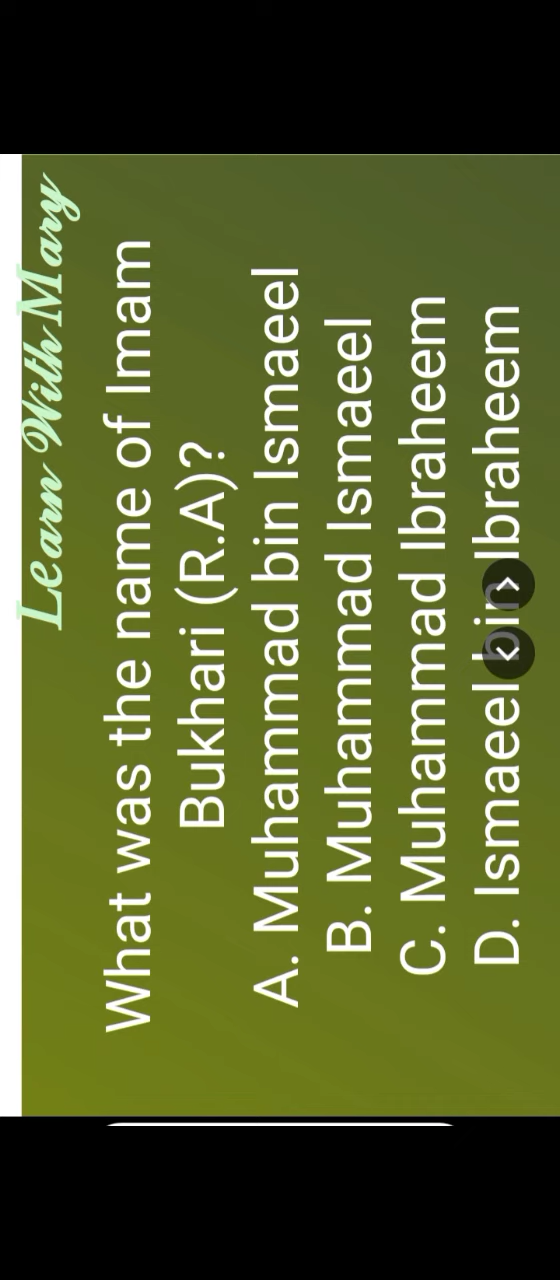 Learn With Mary
What was the name of Imam
Bukhari (R.A)?
A. Muhammad bin Ismaeel
B. Muhammad Ismaeel
C. Muhammad Ibraheem
D. Ismaeel bin Ibraheem